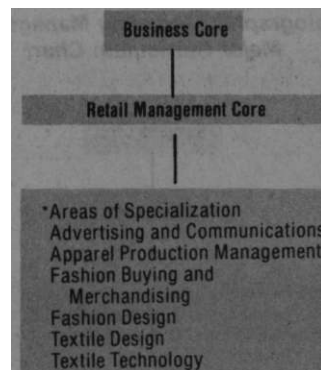 Business Core
Retail Management Core
*Areas of Specialization
Advertising and Communications
Apparel Production Management
Fashion Buying and
Merchandising
Fashion Design
Textile Design
Textile Technology